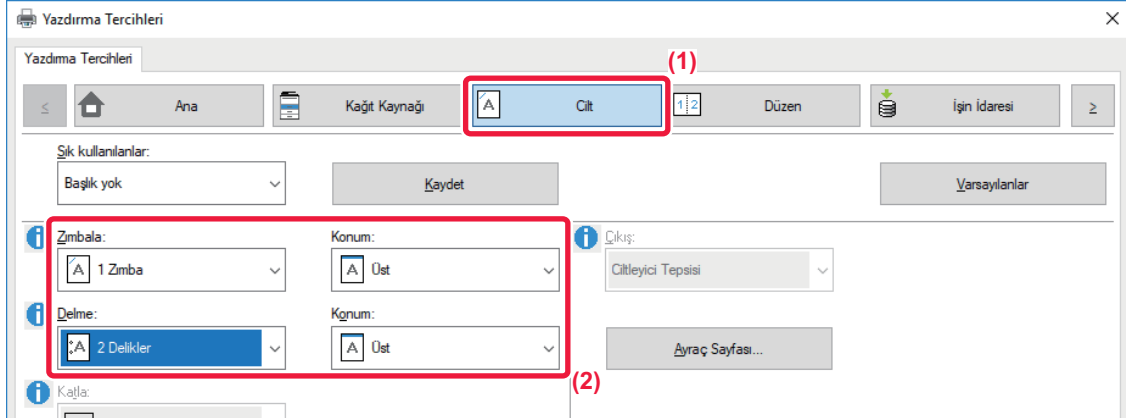 Yazdırma Tercihleri
Yazdırma Tercihleri
(1)
< Ana Kağıt Kaynağı A Cilt 1 2 Düzen İşin İdaresi >
Sık kullanılanlar:
Başlık yok Kaydet Varsayılanlar
Zımbala: Konum: Çıkış:
A 1 Zımba A Üst Ciltleyici Tepsisi
Delme: Konum:
A 2 Delikler A Üst Ayraç Sayfası...
(2)
Katla: